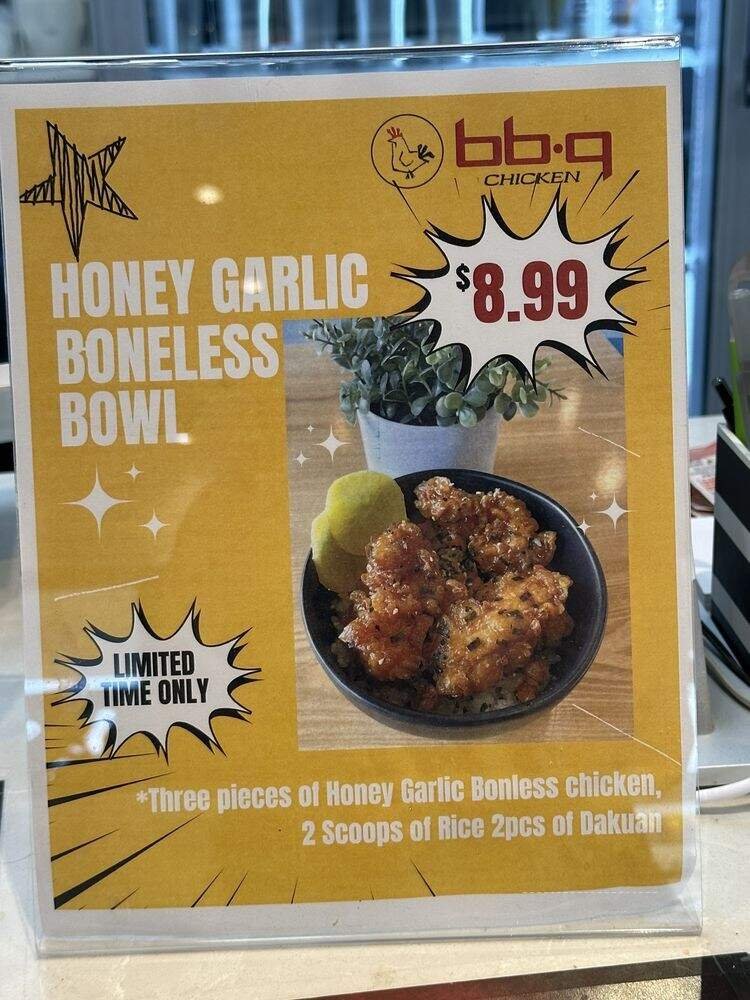 bb.q
CHICKEN
$8.99
HONEY GARLIC
BONELESS
BOWL
LIMITED
TIME ONLY
*Three pieces of Honey Garlic Bonless chicken,
2 Scoops of Rice 2pcs of Dakuan